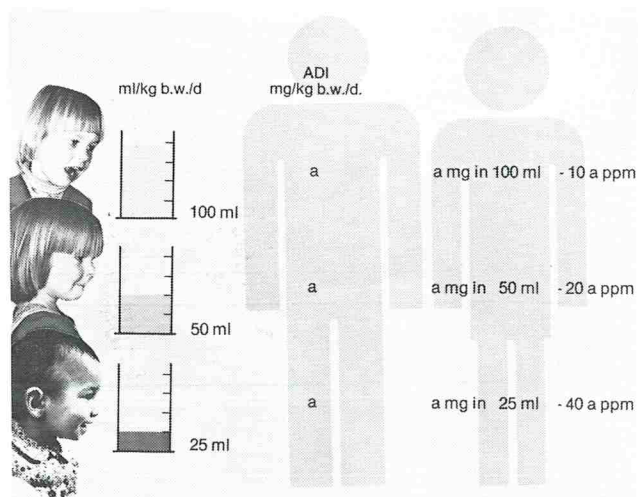 ADI
ml/kg b.w./d mg/kg b.w./d.
a a mg in 100 ml - 10 a ppm
100 ml
a a mg in 50 ml - 20 a ppm
50 ml
a a mg in 25 ml - 40 a ppm
25 ml